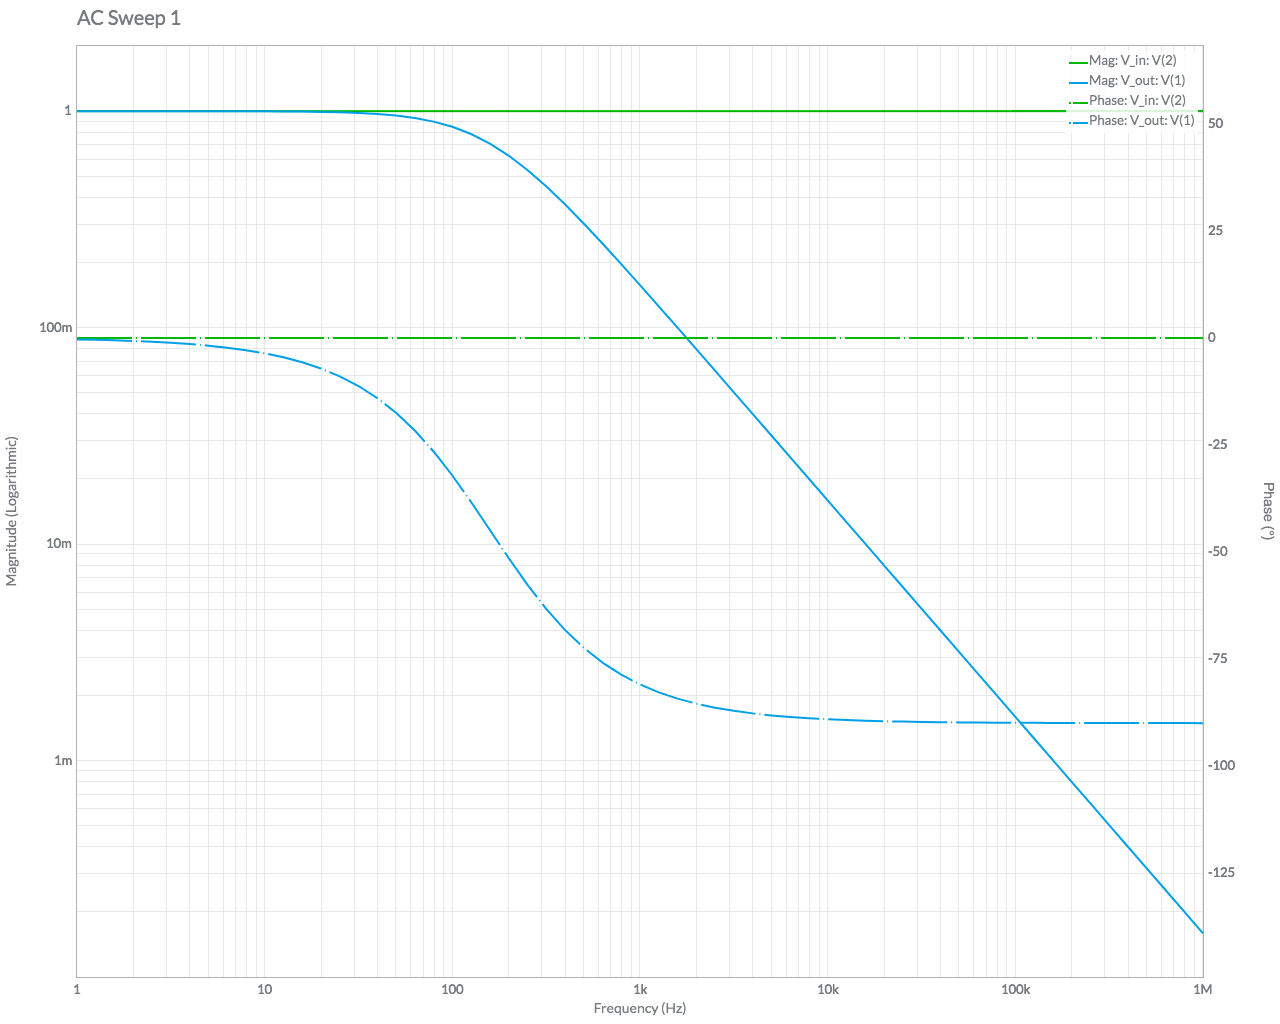 AC Sweep 1
Mag: V_in: V(2)
Mag: V_out: V(1)
Phase: V_in: V(2)
Phase: V_out: V(1)
1
100m
10m
1m
Magnitude (Logarithmic)
50
25
0
-25
-50
-75
-100
-125
Phase (°)
1
10
100
1k
10k
100k
1M
Frequency (Hz)